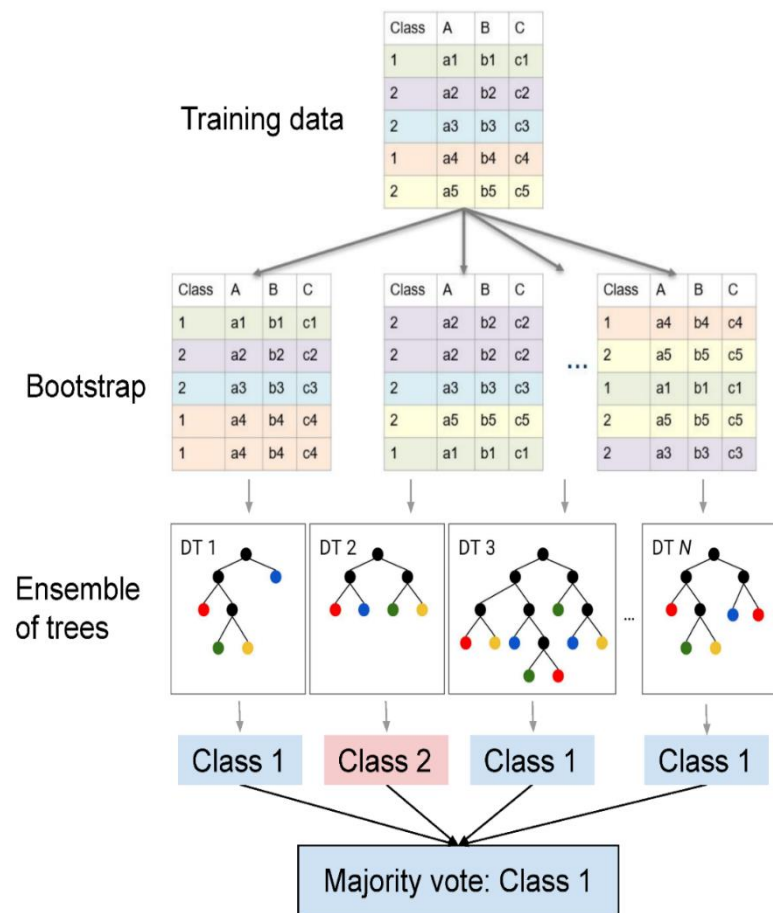 Class A B C
1 a1 b1 c1
2 a2 b2 c2
2 a3 b3 c3
1 a4 b4 c4
2 a5 b5 c5
Training data
Class A B C
1 a1 b1 c1
2 a2 b2 c2
2 a3 b3 c3
1 a4 b4 c4
1 a4 b4 c4
Class A B C
2 a2 b2 c2
2 a2 b2 c2
2 a3 b3 c3
2 a5 b5 c5
1 a1 b1 c1
...
Class A B C
1 a4 b4 c4
2 a5 b5 c5
1 a1 b1 c1
2 a5 b5 c5
2 a3 b3 c3
Bootstrap
DT 1
DT 2
DT 3
...
DT N
Ensemble
of trees
Class 1
Class 2
Class 1
Class 1
Majority vote: Class 1